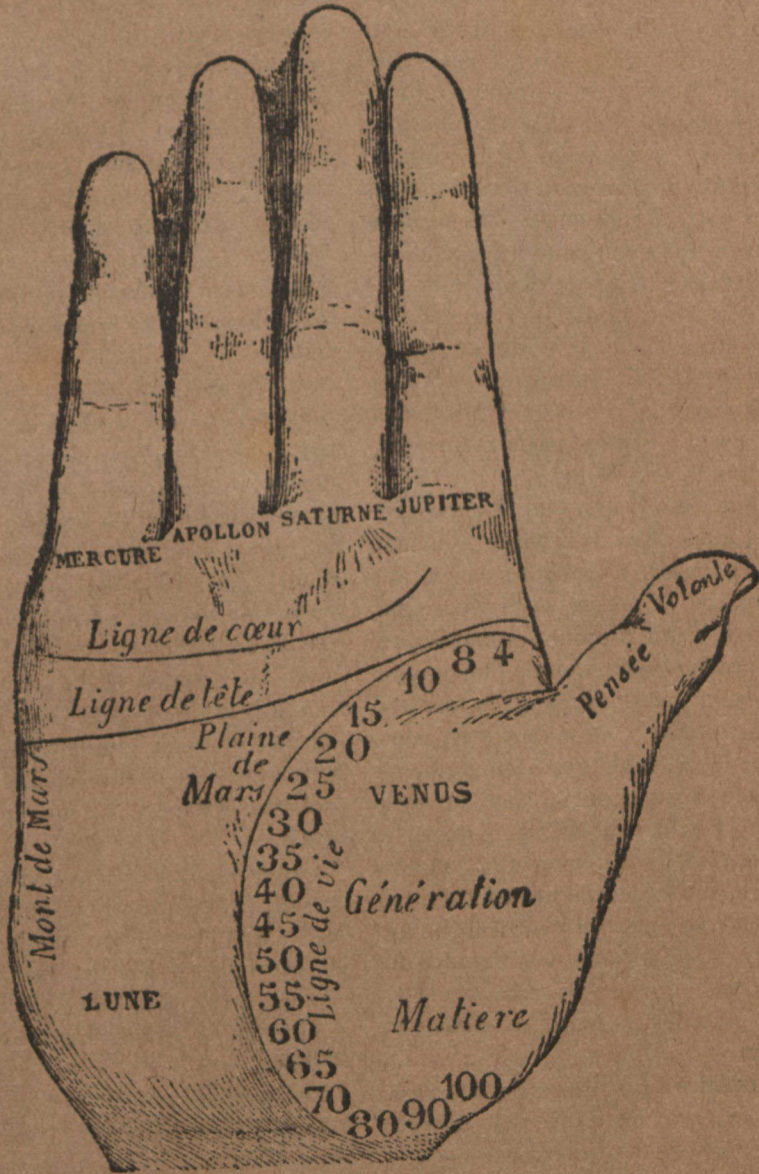 MERCURE
APOLLON
SATURNE
JUPITER
Ligne de cœur
Ligne de tête
Plaine
de
Mars
Mont de Mars
LUNE
4
8
10
15
20
25
30
35
40
45
50
55
60
65
70
80
90
100
Ligne de vie
VENUS
Génération
Matiere
Pensée
Volonte